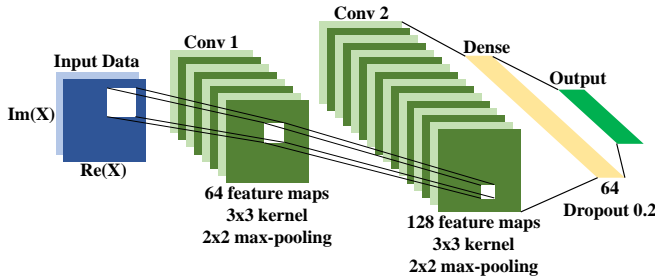 Input Data
Im(X)
Re(X)
Conv 1
64 feature maps
3x3 kernel
2x2 max-pooling
Conv 2
128 feature maps
3x3 kernel
2x2 max-pooling
Dense
64
Dropout 0.2
Output